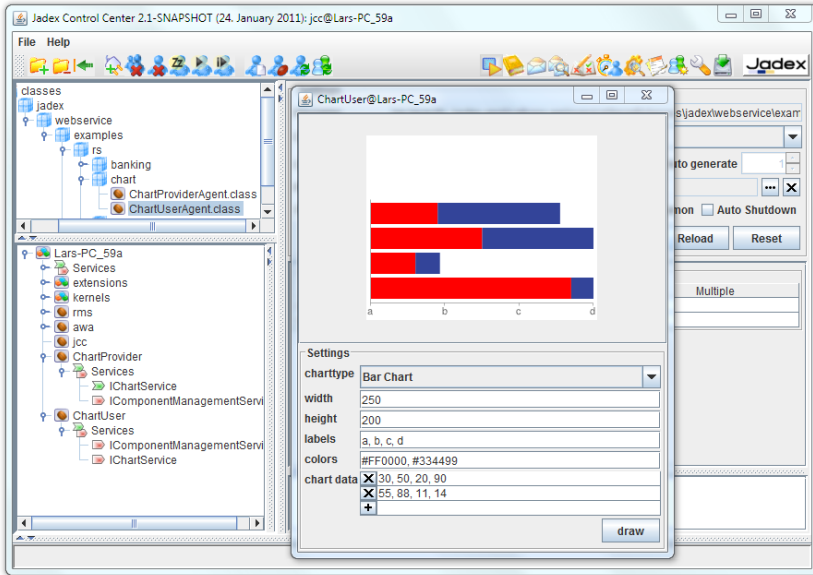 Jadex Control Center 2.1-SNAPSHOT (24. January 2011): jcc@Lars-PC_59a
File Help
Jadex
classes
jadex
webservice
examples
rs
banking
chart
ChartProviderAgent.class
ChartUserAgent.class
Lars-PC_59a
Services
extensions
kernels
rms
awa
jcc
ChartProvider
Services
IChartService
IComponentManagementServi
ChartUser
Services
IComponentManagementServi
IChartService
ChartUser@Lars-PC_59a
a b c d
Settings
charttype Bar Chart
width 250
height 200
labels a, b, c, d
colors #FF0000, #334499
chart data 30, 50, 20, 90
55, 88, 11, 14
draw
s\jadex\webservice\exam
uto generate 1
...
mon Auto Shutdown
Reload Reset
Multiple